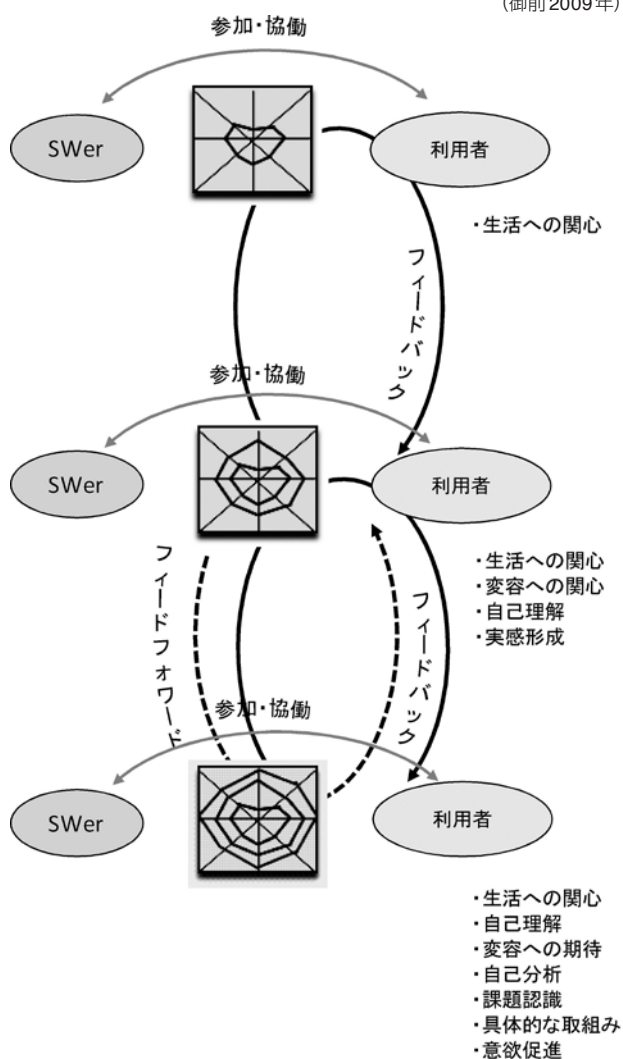 （御前2009年）
参加・協働
SWer
利用者
・生活への関心
フィードバック
参加・協働
SWer
利用者
・生活への関心
・変容への関心
・自己理解
・実感形成
フィードフォワード
フィードバック
参加・協働
SWer
利用者
・生活への関心
・自己理解
・変容への期待
・自己分析
・課題認識
・具体的な取組み
・意欲促進